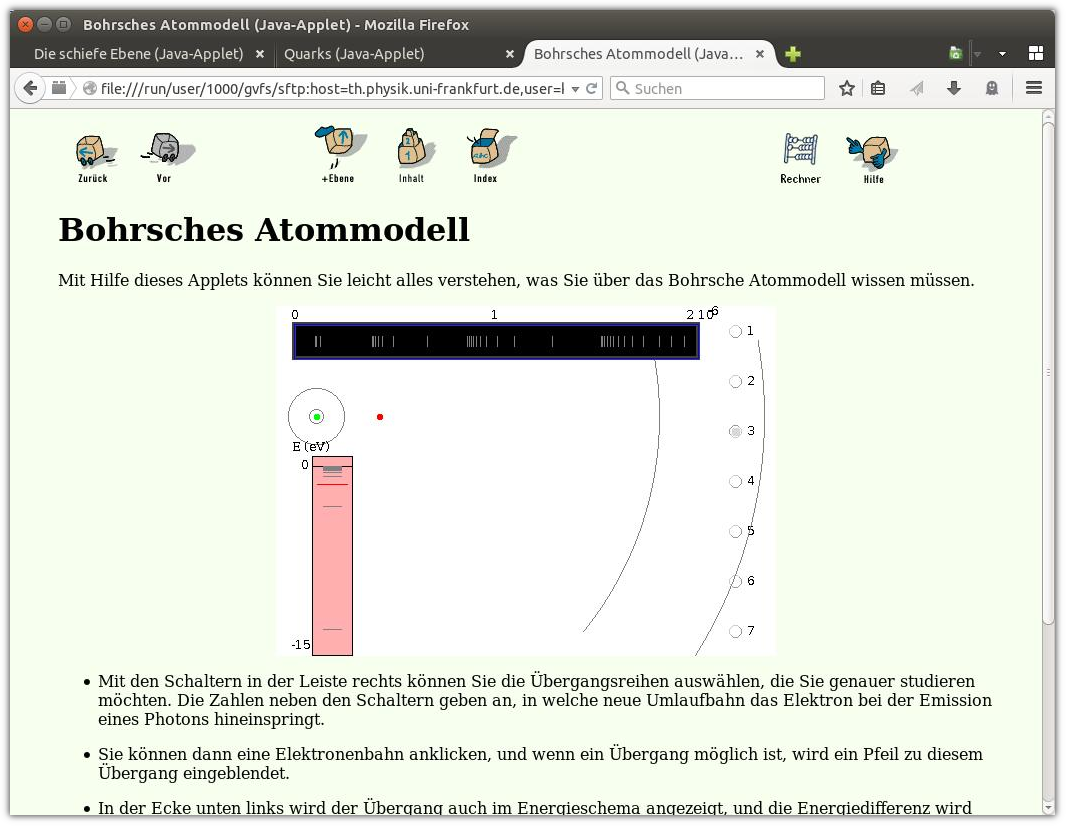 Bohrsches Atommodell (Java-Applet) - Mozilla Firefox
Die schiefe Ebene (Java-Applet)
Quarks (Java-Applet)
Bohrsches Atommodell (Java...
file:///run/user/1000/gvfs/sftp:host=th.physik.uni-frankfurt.de,user=l
Suchen
Zurück
Vor
+Ebene
Inhalt
Index
Rechner
Hilfe
Bohrsches Atommodell
Mit Hilfe dieses Applets können Sie leicht alles verstehen, was Sie über das Bohrsche Atommodell wissen müssen.
0 1 2 10 -6
1
2
3
4
5
6
7
E (eV)
0
-15
• Mit den Schaltern in der Leiste rechts können Sie die Übergangsreihen auswählen, die Sie genauer studieren
möchten. Die Zahlen neben den Schaltern geben an, in welche neue Umlaufbahn das Elektron bei der Emission
eines Photons hineinspringt.
• Sie können dann eine Elektronenbahn anklicken, und wenn ein Übergang möglich ist, wird ein Pfeil zu diesem
Übergang eingeblendet.
• In der Ecke unten links wird der Übergang auch im Energieschema angezeigt, und die Energiedifferenz wird